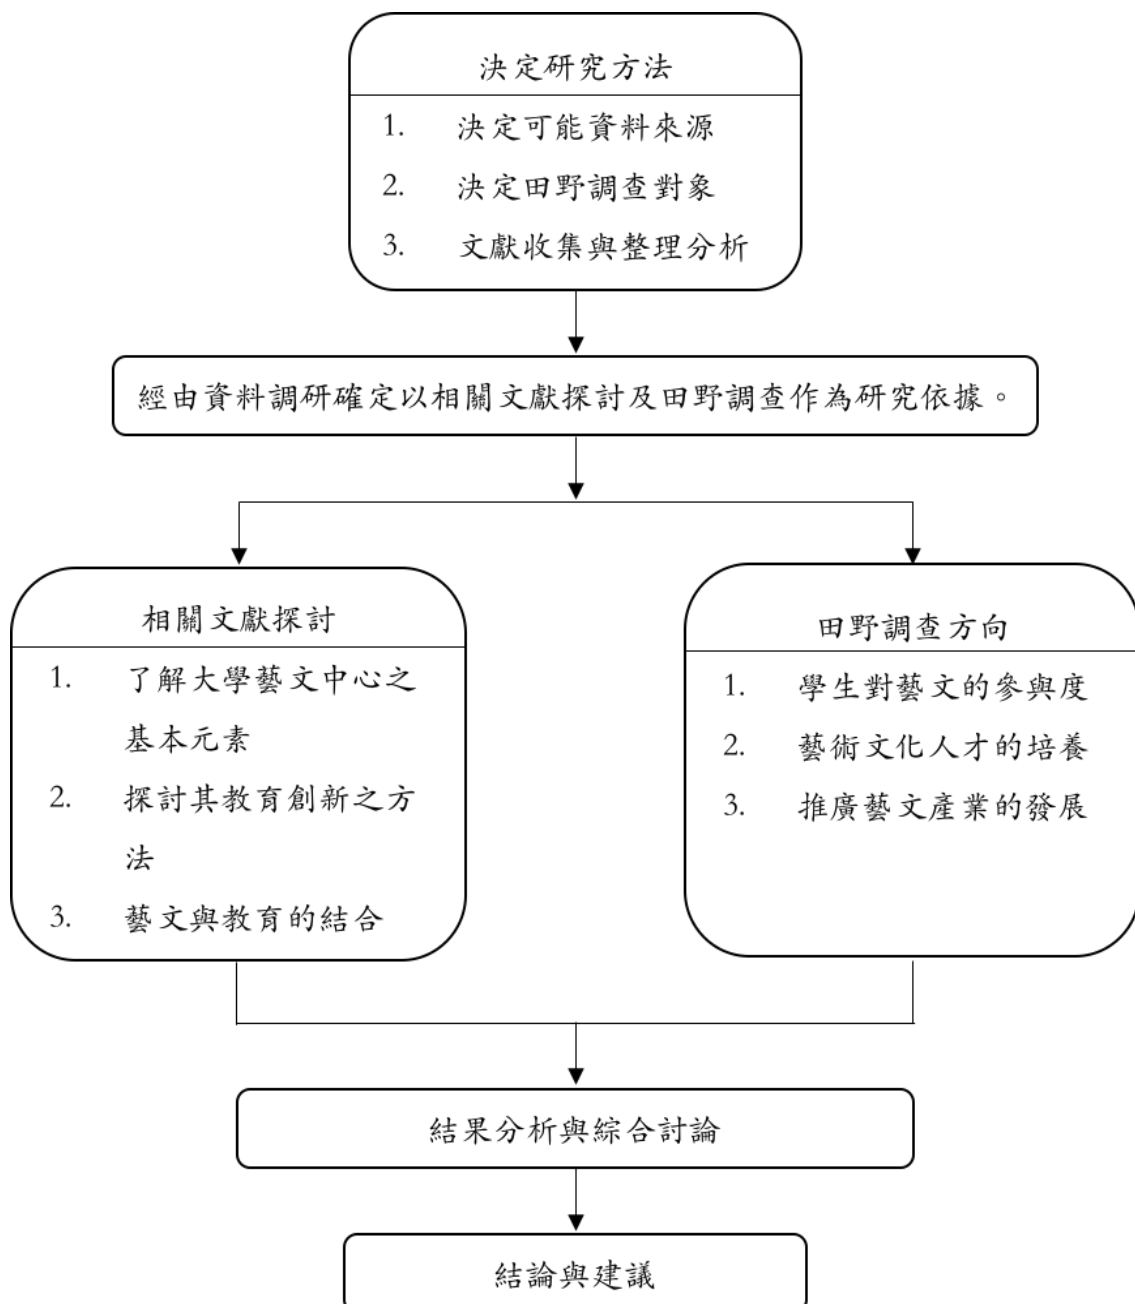 決定研究方法
1. 決定可能資料來源
2. 決定田野調查對象
3. 文獻收集與整理分析
經由資料調研確定以相關文獻探討及田野調查作為研究依據。
相關文獻探討
1. 了解大學藝文中心之
基本元素
2. 探討其教育創新之方
法
3. 藝文與教育的結合
田野調查方向
1. 學生對藝文的參與度
2. 藝術文化人才的培養
3. 推廣藝文產業的發展
結果分析與綜合討論
結論與建議